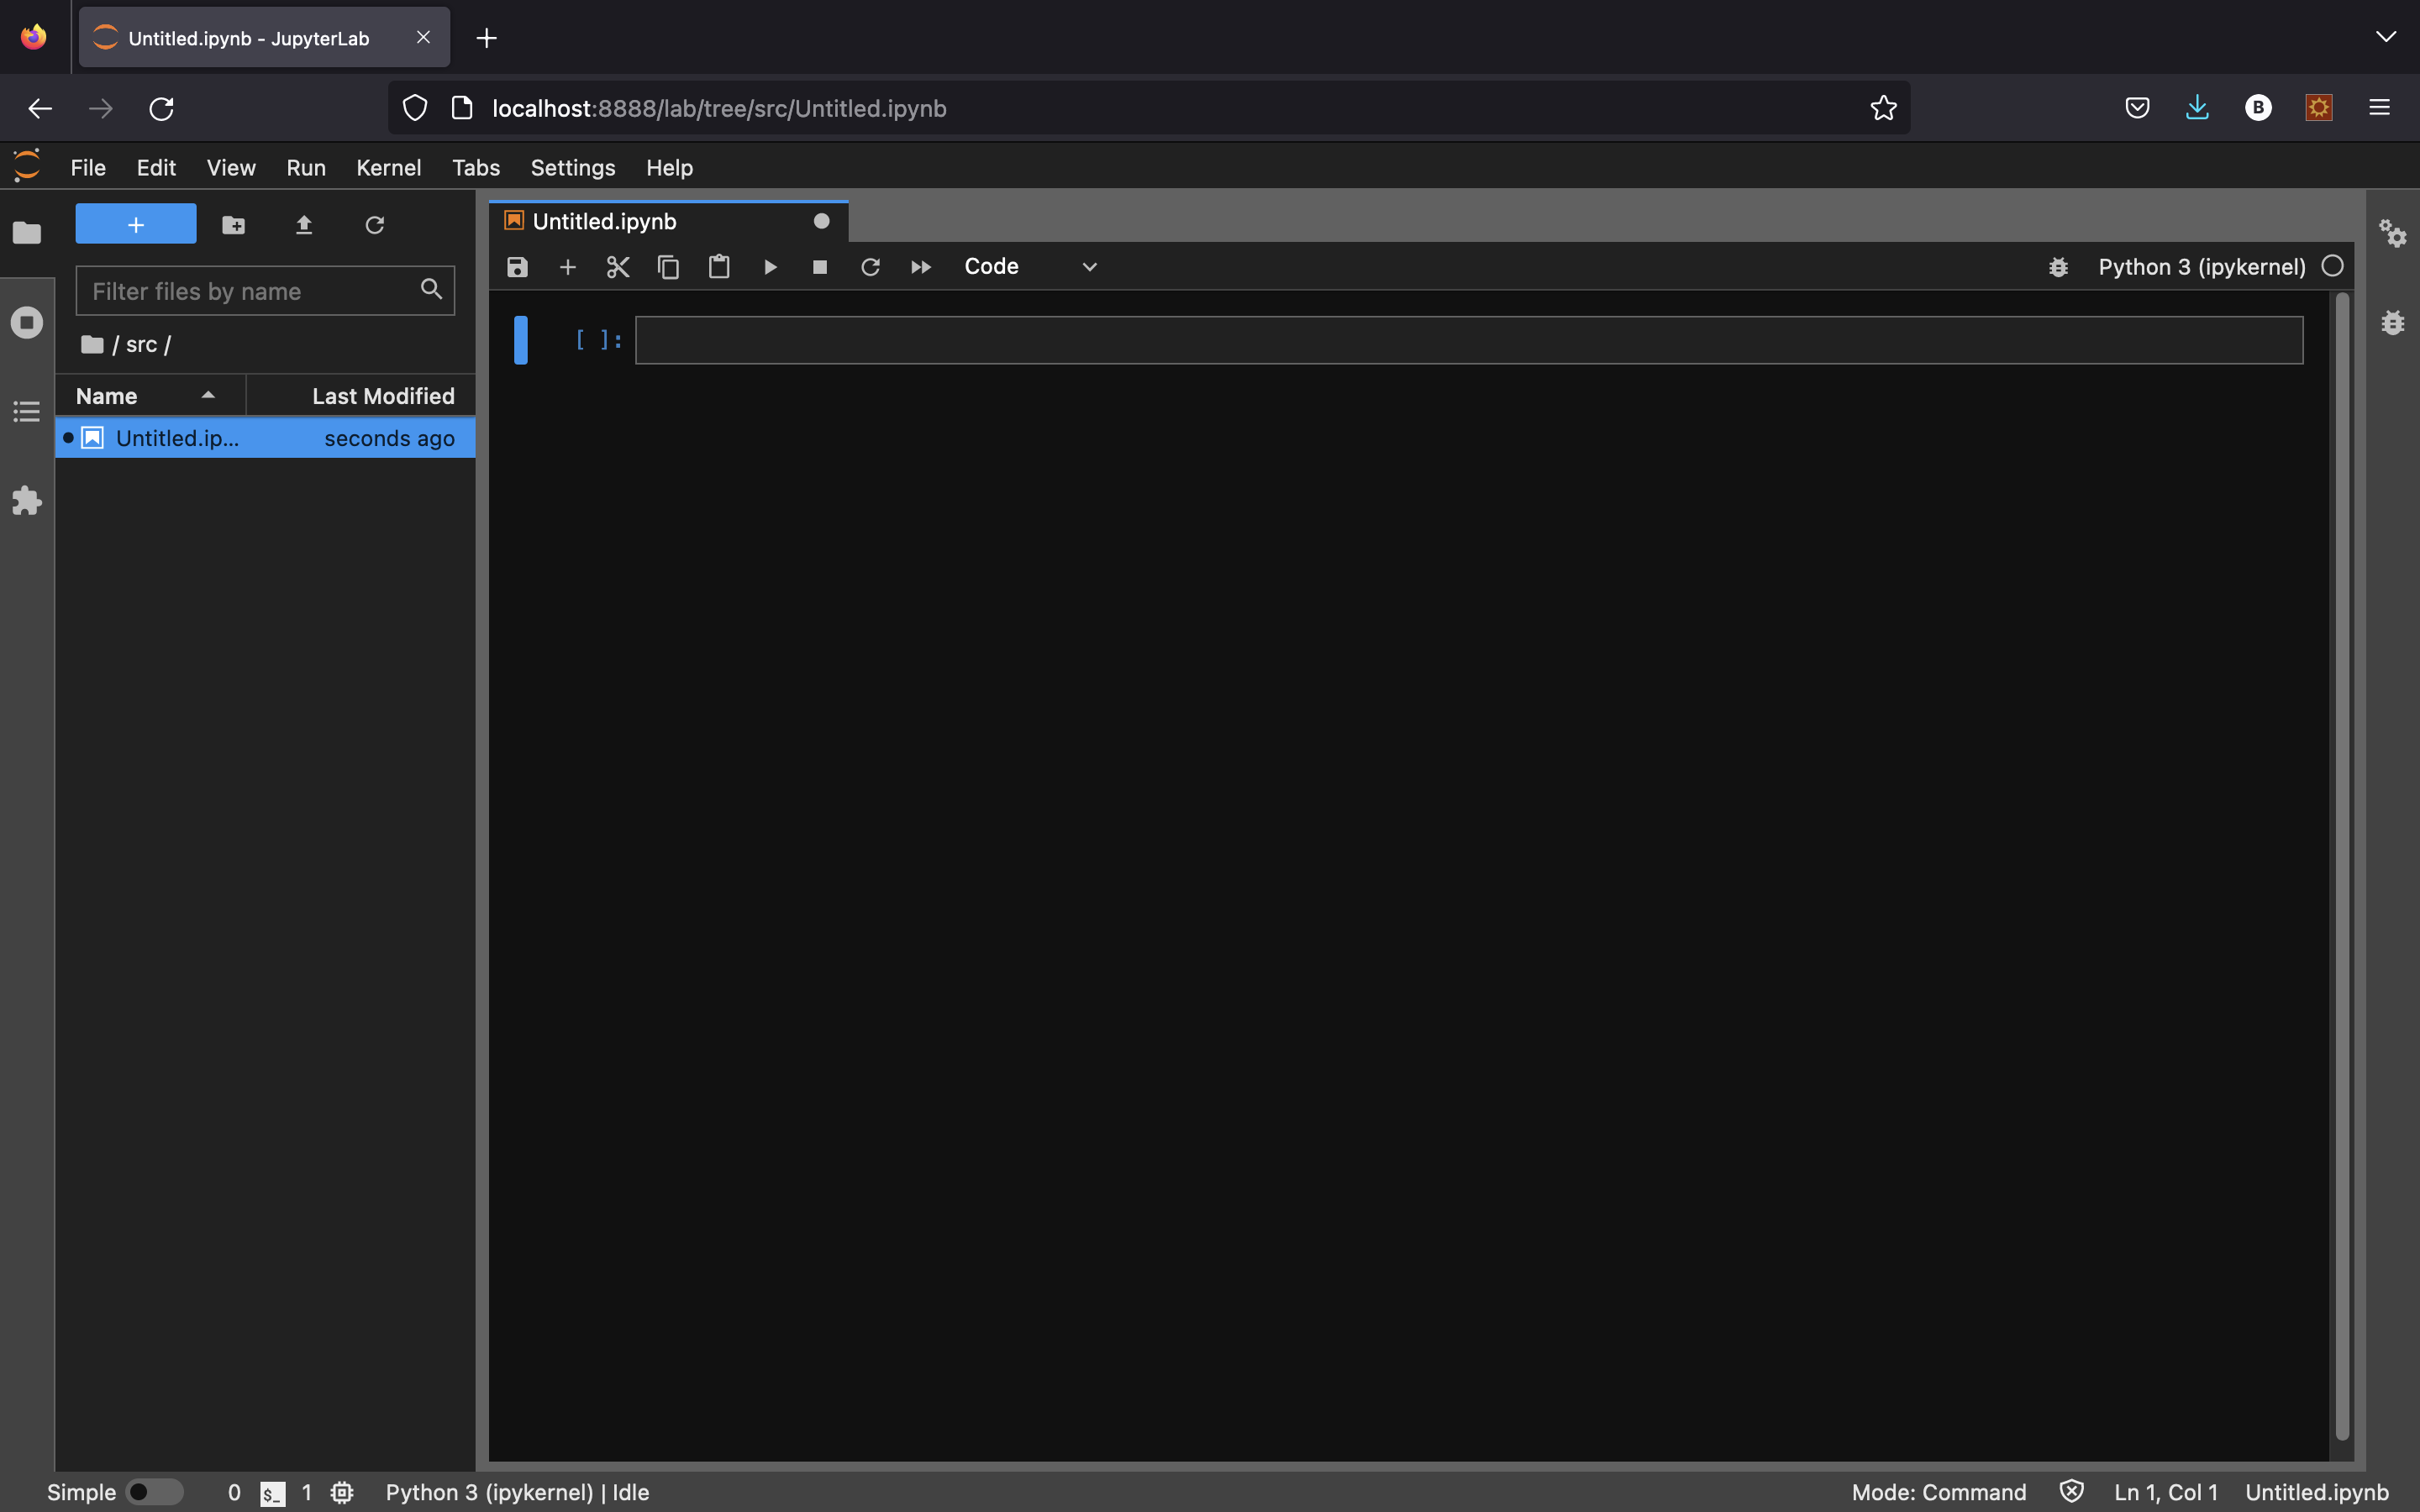 Untitled.ipynb - JupyterLab
localhost:8888/lab/tree/src/Untitled.ipynb
B
File Edit View Run Kernel Tabs Settings Help
Untitled.ipynb
Code
Python 3 (ipykernel)
Filter files by name
/ src /
[ ]:
Name Last Modified
Untitled.ip... seconds ago
Simple 0 $_ 1 Python 3 (ipykernel) | Idle Mode: Command Ln 1, Col 1 Untitled.ipynb